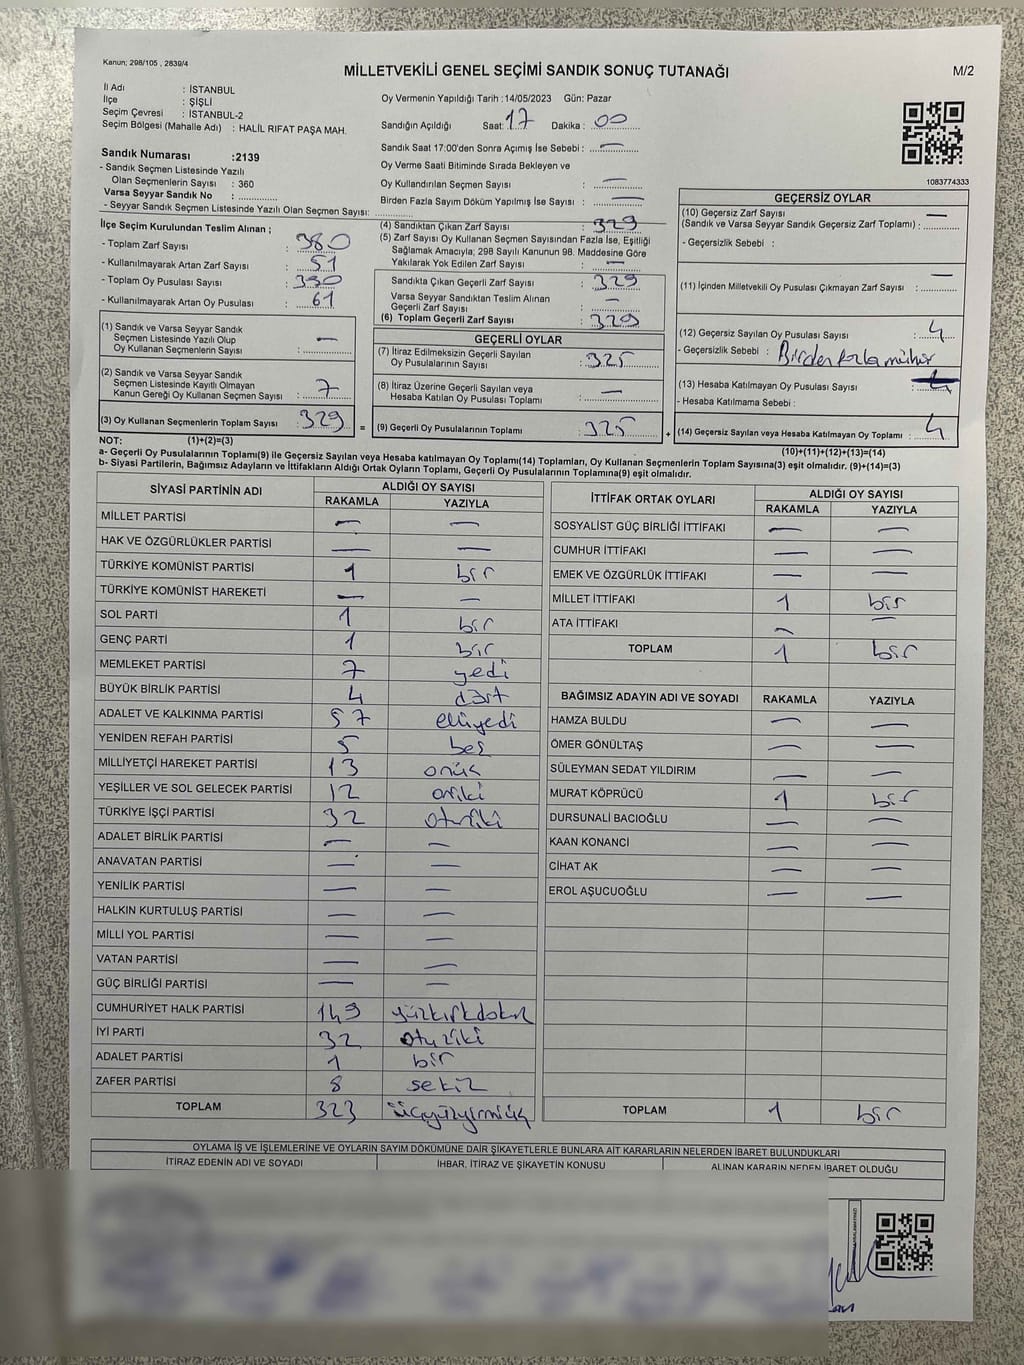 Kanun; 298/105 , 2839/4
MİLLETVEKİLİ GENEL SEÇİMİ SANDIK SONUÇ TUTANAĞI
M/2
İl Adı : İSTANBUL
İlçe : ŞİŞLİ
Seçim Çevresi : İSTANBUL-2
Seçim Bölgesi (Mahalle Adı) : HALİL RIFAT PAŞA MAH.
Sandık Numarası :2139
- Sandık Seçmen Listesinde Yazılı
Olan Seçmenlerin Sayısı : 360
Varsa Seyyar Sandık No :
- Seyyar Sandık Seçmen Listesinde Yazılı Olan Seçmen Sayısı:
Oy Vermenin Yapıldığı Tarih :14/05/2023 Gün: Pazar
Sandığın Açıldığı Saat: 17 Dakika : 00
Sandık Saat 17:00'den Sonra Açımış İse Sebebi : —
Oy Verme Saati Bitiminde Sırada Bekleyen ve
Oy Kullandırılan Seçmen Sayısı : —
Birden Fazla Sayım Döküm Yapılmış İse Sayısı : —
1083774333
İlçe Seçim Kurulundan Teslim Alınan ;
- Toplam Zarf Sayısı : 380
- Kullanılmayarak Artan Zarf Sayısı : 51
- Toplam Oy Pusulası Sayısı : 390
- Kullanılmayarak Artan Oy Pusulası : 61
(4) Sandıktan Çıkan Zarf Sayısı : 329
(5) Zarf Sayısı Oy Kullanan Seçmen Sayısından Fazla İse, Eşitliği
Sağlamak Amacıyla; 298 Sayılı Kanunun 98. Maddesine Göre
Yakılarak Yok Edilen Zarf Sayısı : —
Sandıkta Çıkan Geçerli Zarf Sayısı : 329
Varsa Seyyar Sandıktan Teslim Alınan
Geçerli Zarf Sayısı : —
(6) Toplam Geçerli Zarf Sayısı : 329
GEÇERSİZ OYLAR
(10) Geçersiz Zarf Sayısı —
(Sandık ve Varsa Seyyar Sandık Geçersiz Zarf Toplamı) :
- Geçersizlik Sebebi :
(11) İçinden Milletvekili Oy Pusulası Çıkmayan Zarf Sayısı : —
(12) Geçersiz Sayılan Oy Pusulası Sayısı : 4
- Geçersizlik Sebebi : Birden fazla mühür
(13) Hesaba Katılmayan Oy Pusulası Sayısı
- Hesaba Katılmama Sebebi :
(14) Geçersiz Sayılan veya Hesaba Katılmayan Oy Toplamı : 4
(1) Sandık ve Varsa Seyyar Sandık
Seçmen Listesinde Yazılı Olup
Oy Kullanan Seçmenlerin Sayısı : —
(2) Sandık ve Varsa Seyyar Sandık
Seçmen Listesinde Kayıtlı Olmayan
Kanun Gereği Oy Kullanan Seçmen Sayısı : 7
(3) Oy Kullanan Seçmenlerin Toplam Sayısı : 329
=
GEÇERLİ OYLAR
(7) İtiraz Edilmeksizin Geçerli Sayılan
Oy Pusulalarının Sayısı : 325
(8) İtiraz Üzerine Geçerli Sayılan veya
Hesaba Katılan Oy Pusulası Toplamı : —
(9) Geçerli Oy Pusulalarının Toplamı : 325
+
NOT: (1)+(2)=(3)
(10)+(11)+(12)+(13)=(14)
a- Geçerli Oy Pusulalarının Toplamı(9) ile Geçersiz Sayılan veya Hesaba katılmayan Oy Toplamı(14) Toplamları, Oy Kullanan Seçmenlerin Toplam Sayısına(3) eşit olmalıdır. (9)+(14)=(3)
b- Siyasi Partilerin, Bağımsız Adayların ve İttifakların Aldığı Ortak Oyların Toplamı, Geçerli Oy Pusulalarının Toplamına(9) eşit olmalıdır.
SİYASİ PARTİNİN ADI ALDIĞI OY SAYISI
RAKAMLA YAZIYLA
MİLLET PARTİSİ — —
HAK VE ÖZGÜRLÜKLER PARTİSİ — —
TÜRKİYE KOMÜNİST PARTİSİ 1 bir
TÜRKİYE KOMÜNİST HAREKETİ — —
SOL PARTİ 1 bir
GENÇ PARTİ 1 bir
MEMLEKET PARTİSİ 7 yedi
BÜYÜK BİRLİK PARTİSİ 4 dört
ADALET VE KALKINMA PARTİSİ 57 elliyedi
YENİDEN REFAH PARTİSİ 5 beş
MİLLİYETÇİ HAREKET PARTİSİ 13 onüç
YEŞİLLER VE SOL GELECEK PARTİSİ 12 oniki
TÜRKİYE İŞÇİ PARTİSİ 32 otuziki
ADALET BİRLİK PARTİSİ — —
ANAVATAN PARTİSİ — —
YENİLİK PARTİSİ — —
HALKIN KURTULUŞ PARTİSİ — —
MİLLİ YOL PARTİSİ — —
VATAN PARTİSİ — —
GÜÇ BİRLİĞİ PARTİSİ — —
CUMHURİYET HALK PARTİSİ 149 yüzkırkdokuz
İYİ PARTİ 32 otuziki
ADALET PARTİSİ 1 bir
ZAFER PARTİSİ 8 sekiz
TOPLAM 323 üçyüzyirmiüç
İTTİFAK ORTAK OYLARI ALDIĞI OY SAYISI
RAKAMLA YAZIYLA
SOSYALİST GÜÇ BİRLİĞİ İTTİFAKI — —
CUMHUR İTTİFAKI — —
EMEK VE ÖZGÜRLÜK İTTİFAKI — —
MİLLET İTTİFAKI 1 bir
ATA İTTİFAKI — —
TOPLAM 1 bir
BAĞIMSIZ ADAYIN ADI VE SOYADI RAKAMLA YAZIYLA
HAMZA BULDU — —
ÖMER GÖNÜLTAŞ — —
SÜLEYMAN SEDAT YILDIRIM — —
MURAT KÖPRÜCÜ 1 bir
DURSUNALİ BACIOĞLU — —
KAAN KONANCİ — —
CİHAT AK — —
EROL AŞUCUOĞLU — —
TOPLAM 1 bir
OYLAMA İŞ VE İŞLEMLERİNE VE OYLARIN SAYIM DÖKÜMÜNE DAİR ŞİKAYETLERLE BUNLARA AİT KARARLARIN NELERDEN İBARET BULUNDUKLARI
İTİRAZ EDENİN ADI VE SOYADI İHBAR, İTİRAZ VE ŞİKAYETİN KONUSU ALINAN KARARIN NEDEN İBARET OLDUĞU